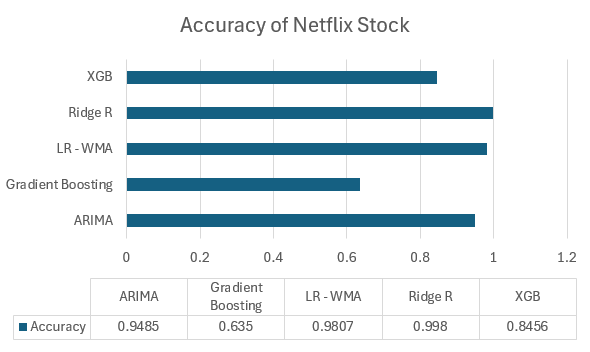 Accuracy of Netflix Stock
XGB
Ridge R
LR - WMA
Gradient Boosting
ARIMA
0 0.2 0.4 0.6 0.8 1 1.2
ARIMA Gradient Boosting LR - WMA Ridge R XGB
Accuracy 0.9485 0.635 0.9807 0.998 0.8456